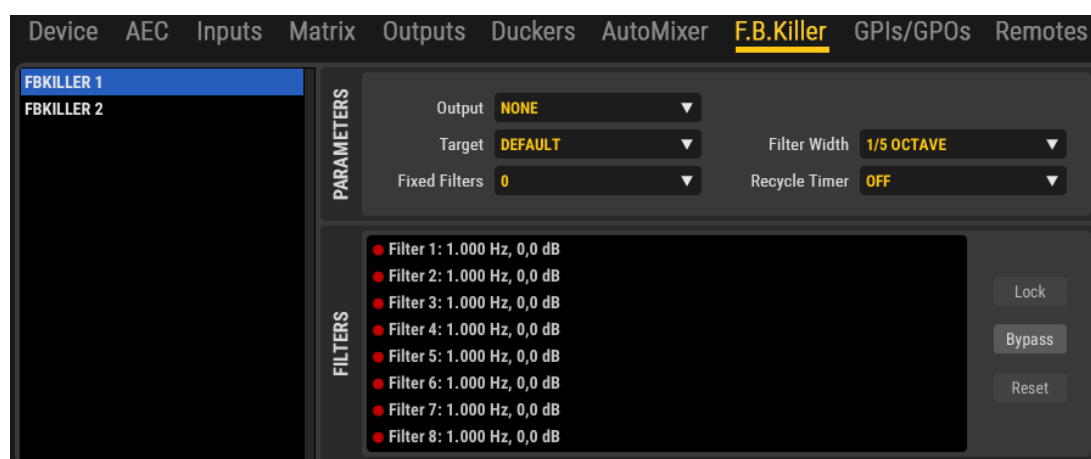 Device AEC Inputs Matrix Outputs Duckers AutoMixer F.B.Killer GPIs/GPOs Remotes
FBKILLER 1
FBKILLER 2
PARAMETERS
Output NONE
Target DEFAULT Filter Width 1/5 OCTAVE
Fixed Filters 0 Recycle Timer OFF
FILTERS
Filter 1: 1.000 Hz, 0,0 dB
Filter 2: 1.000 Hz, 0,0 dB
Filter 3: 1.000 Hz, 0,0 dB
Filter 4: 1.000 Hz, 0,0 dB
Filter 5: 1.000 Hz, 0,0 dB
Filter 6: 1.000 Hz, 0,0 dB
Filter 7: 1.000 Hz, 0,0 dB
Filter 8: 1.000 Hz, 0,0 dB
Lock
Bypass
Reset